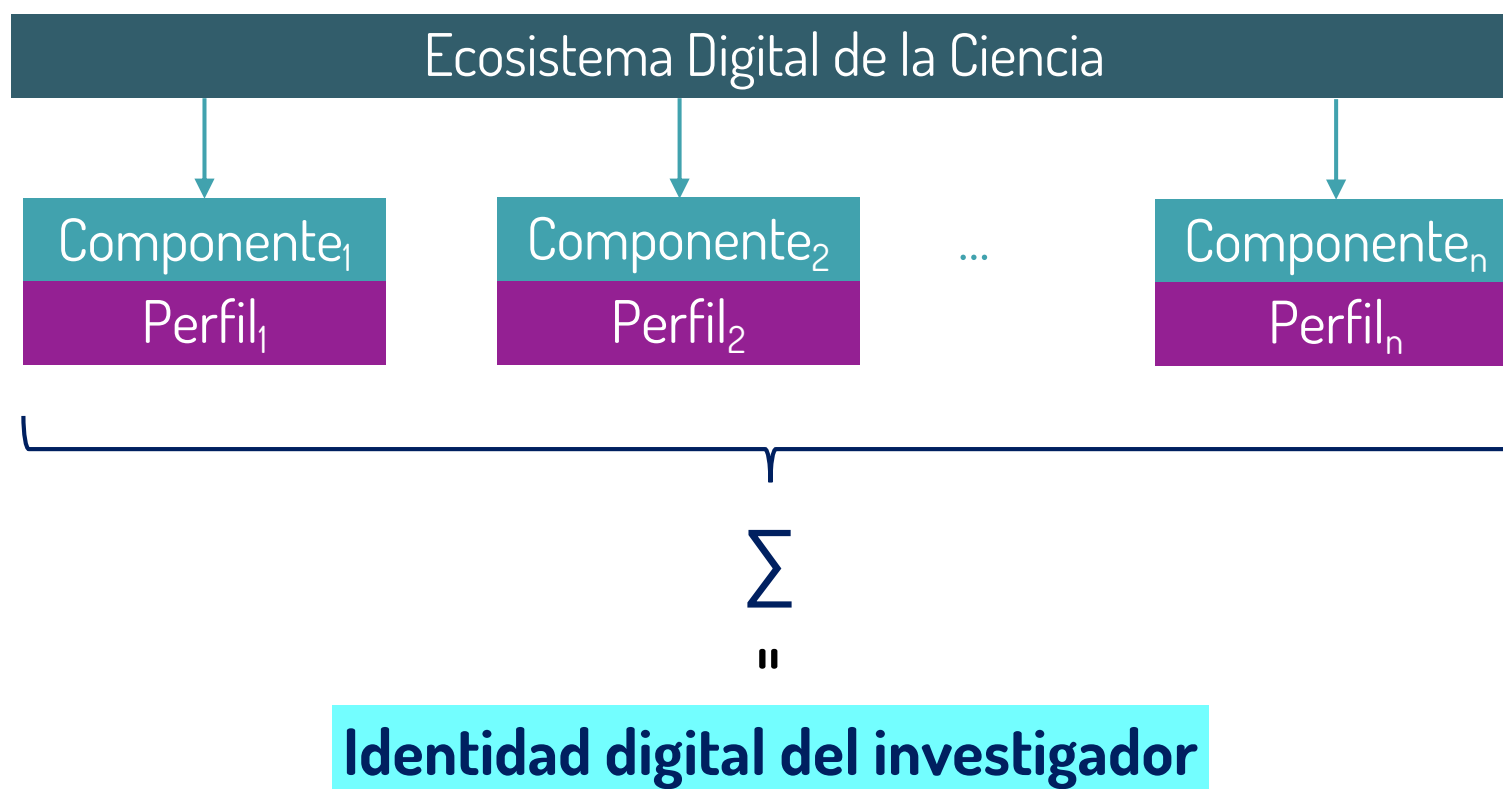 Ecosistema Digital de la Ciencia
Componente₁ Componente₂ ... Componenteₙ
Perfil₁ Perfil₂ Perfilₙ
∑
=
Identidad digital del investigador